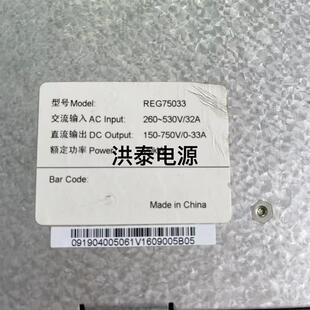 型号Model: REG75033
交流输入 AC Input: 260~530V/32A
直流输出 DC Output: 150-750V/0-33A
额定功率 Power
洪泰电源
Bar Code:
Made in China
091904005061V1609005B05